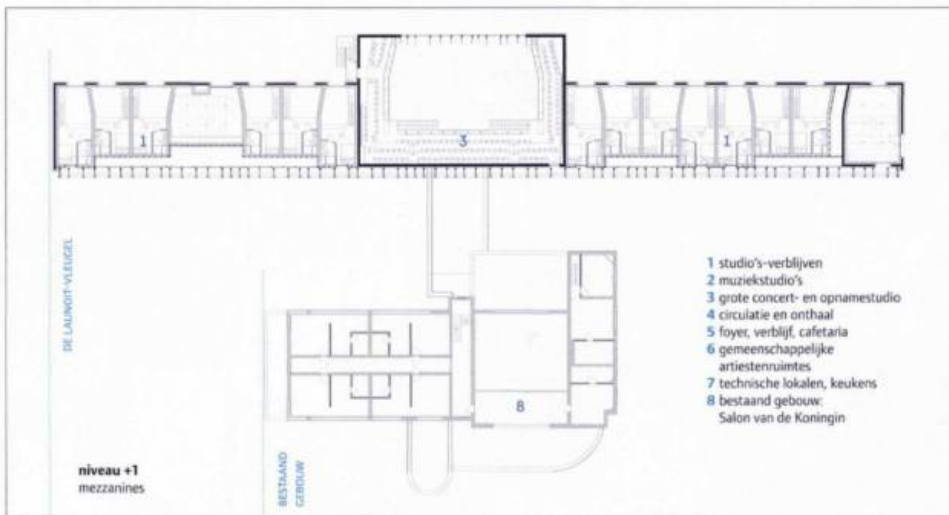 1
3
1
DE LAUNOIT-VLEUGEL
1 studio's-verblijven
2 muziekstudio's
3 grote concert- en opnamestudio
4 circulatie en onthaal
5 foyer, verblijf, cafetaria
6 gemeenschappelijke
artiestenruimtes
7 technische lokalen, keukens
8 bestaand gebouw:
Salon van de Koningin
8
niveau +1
mezzanines
BESTAAND
GEBOUW